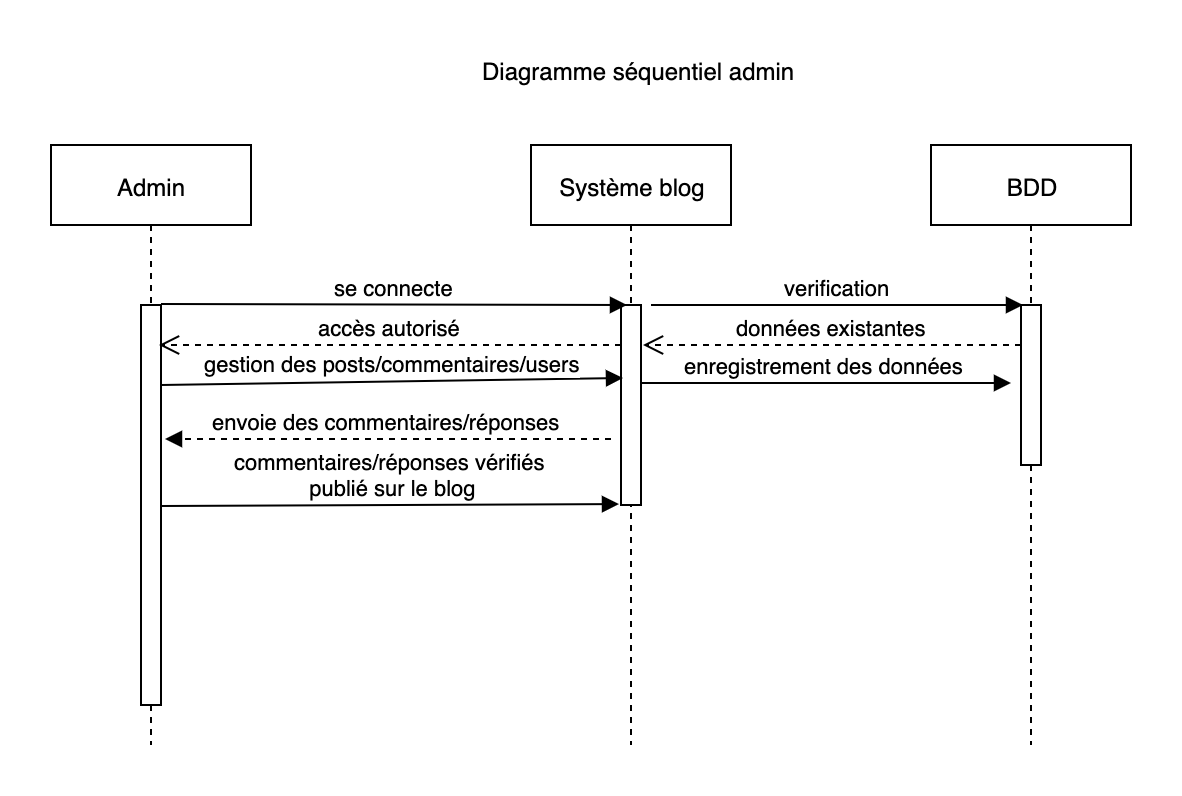 Diagramme séquentiel admin
Admin
Système blog
BDD
se connecte
verification
accès autorisé
données existantes
gestion des posts/commentaires/users
enregistrement des données
envoie des commentaires/réponses
commentaires/réponses vérifiés
publié sur le blog